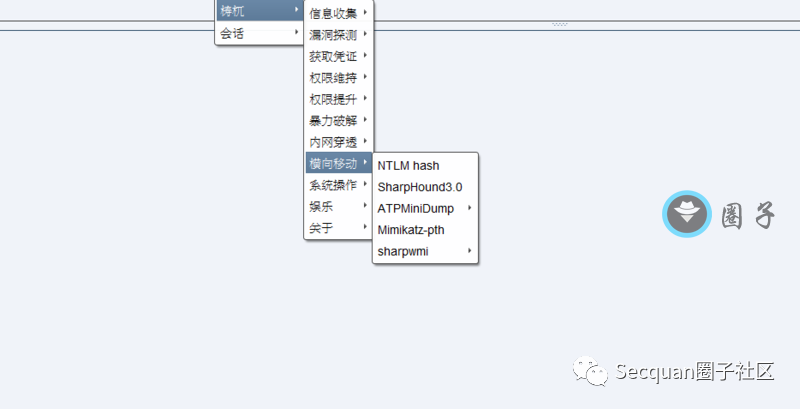 梼杌
会话
信息收集
漏洞探测
获取凭证
权限维持
权限提升
暴力破解
内网穿透
横向移动
系统操作
娱乐
关于
NTLM hash
SharpHound3.0
ATPMiniDump
Mimikatz-pth
sharpwmi
圈子
Secquan圈子社区